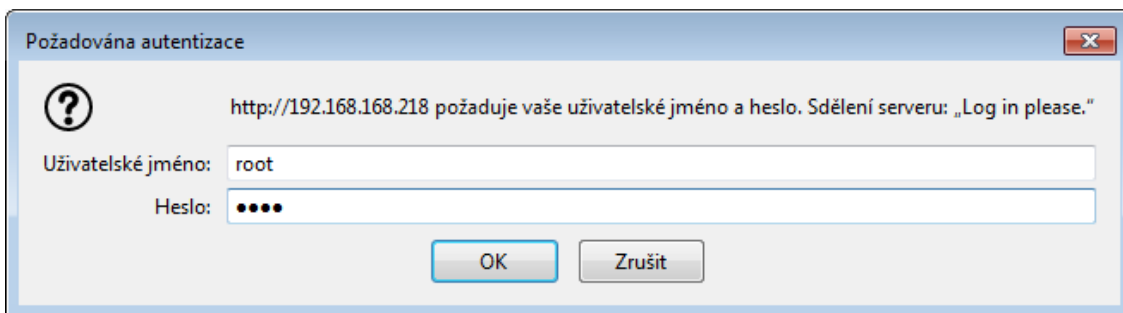 Požadována autentizace
http://192.168.168.218 požaduje vaše uživatelské jméno a heslo. Sdělení serveru: „Log in please.“
Uživatelské jméno: root
Heslo: ●●●●
OK Zrušit